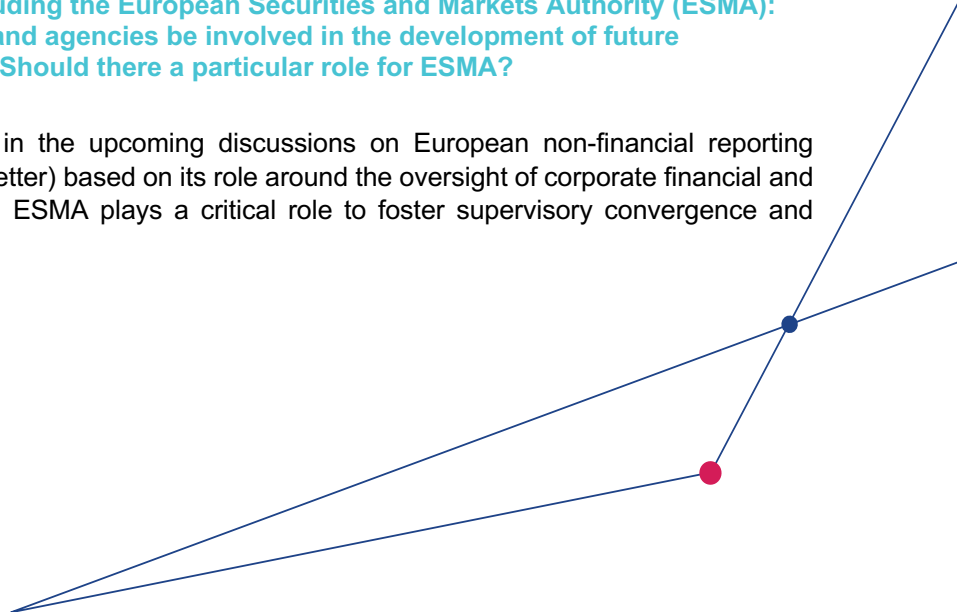 uding the European Securities and Markets Authority (ESMA):
and agencies be involved in the development of future
Should there a particular role for ESMA?
in the upcoming discussions on European non-financial reporting
etter) based on its role around the oversight of corporate financial and
ESMA plays a critical role to foster supervisory convergence and